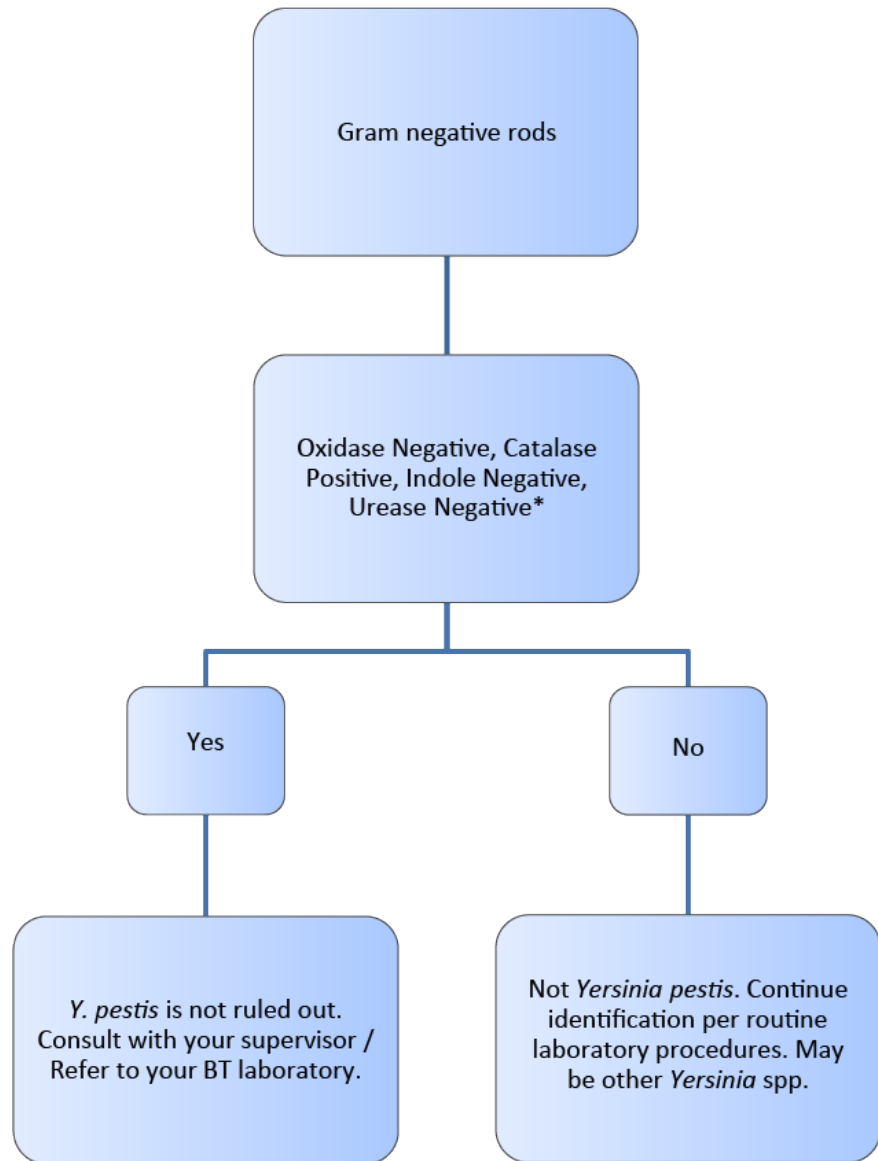 Gram negative rods
Oxidase Negative, Catalase
Positive, Indole Negative,
Urease Negative*
Yes
No
Y. pestis is not ruled out.
Consult with your supervisor /
Refer to your BT laboratory.
Not Yersinia pestis. Continue
identification per routine
laboratory procedures. May
be other Yersinia spp.